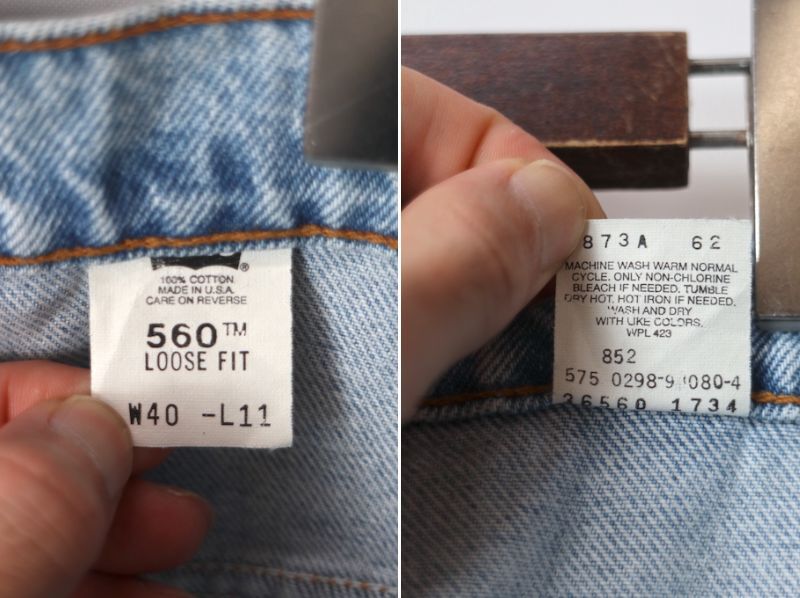 ®
100% COTTON
MADE IN U.S.A.
CARE ON REVERSE
560™
LOOSE FIT
W40 -L11
873A 62
MACHINE WASH WARM NORMAL
CYCLE. ONLY NON-CHLORINE
BLEACH IF NEEDED. TUMBLE
DRY HOT. HOT IRON IF NEEDED.
WASH AND DRY
WITH LIKE COLORS.
WPL 423
852
575 0298-9 080-4
36560 1734